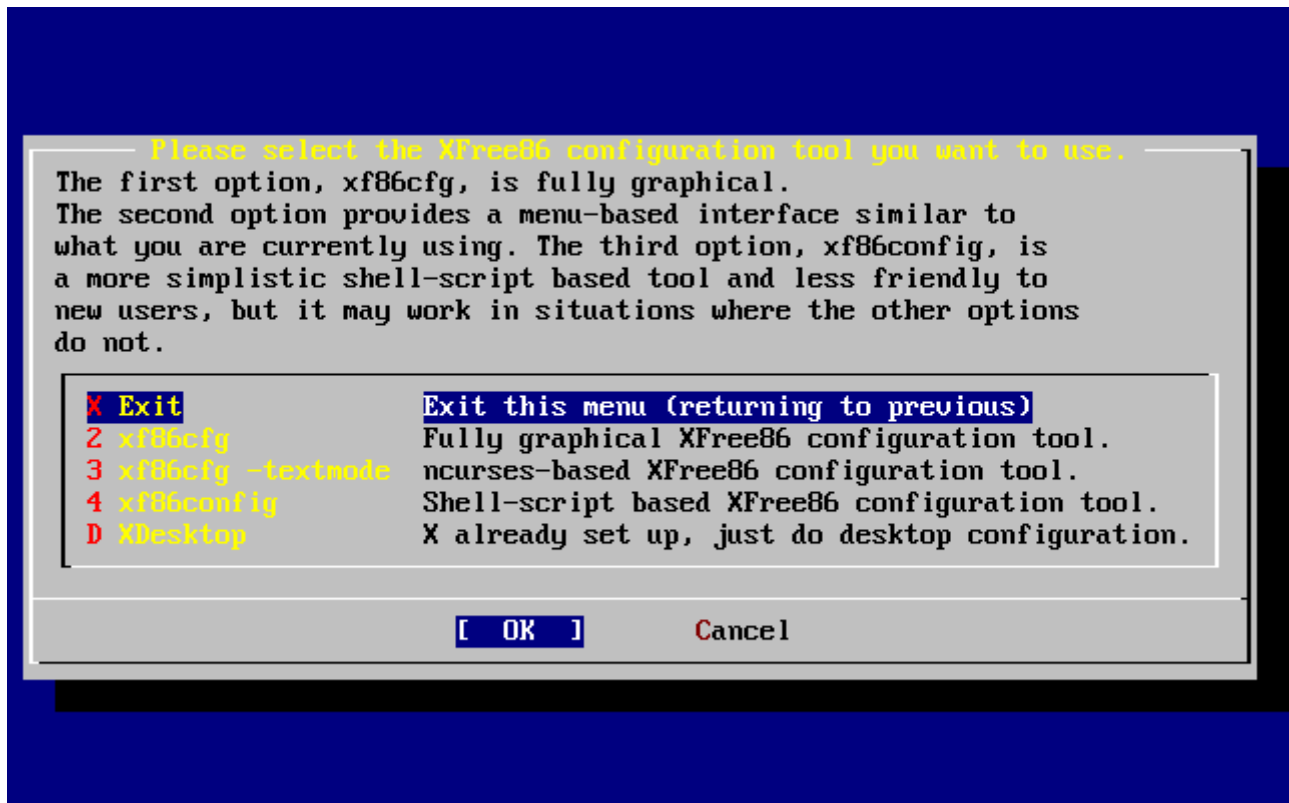 Please select the XFree86 configuration tool you want to use.
The first option, xf86cfg, is fully graphical.
The second option provides a menu-based interface similar to
what you are currently using. The third option, xf86config, is
a more simplistic shell-script based tool and less friendly to
new users, but it may work in situations where the other options
do not.
X Exit Exit this menu (returning to previous)
2 xf86cfg Fully graphical XFree86 configuration tool.
3 xf86cfg -textmode ncurses-based XFree86 configuration tool.
4 xf86config Shell-script based XFree86 configuration tool.
D XDesktop X already set up, just do desktop configuration.
[ OK ] Cancel